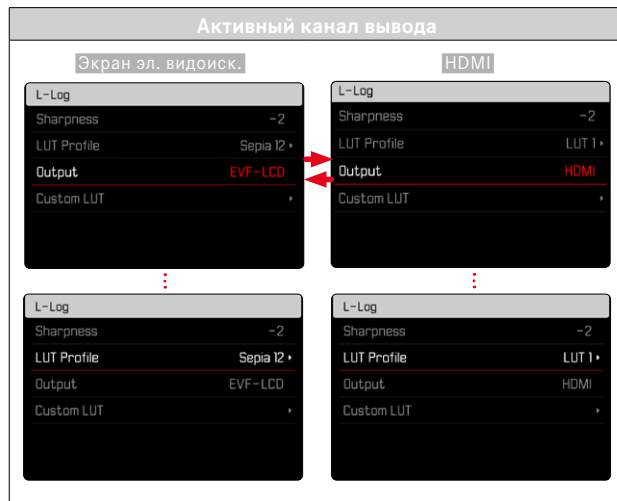 Активный канал вывода
Экран эл. видоиск.
HDMI
L-Log
Sharpness -2
LUT Profile Sepia 12
Output EVF-LCD
Custom LUT
L-Log
Sharpness -2
LUT Profile LUT 1
Output HDMI
Custom LUT
L-Log
Sharpness -2
LUT Profile Sepia 12
Output EVF-LCD
Custom LUT
L-Log
Sharpness -2
LUT Profile LUT 1
Output HDMI
Custom LUT